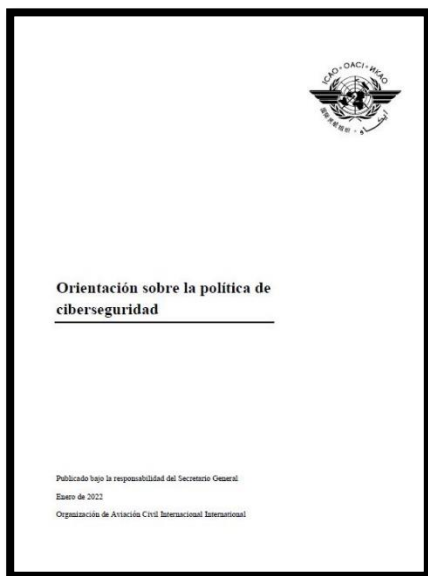 ICAO · OACI · ИКАО
Orientación sobre la política de
ciberseguridad
Publicado bajo la responsabilidad del Secretario General
Enero de 2022
Organización de Aviación Civil Internacional International